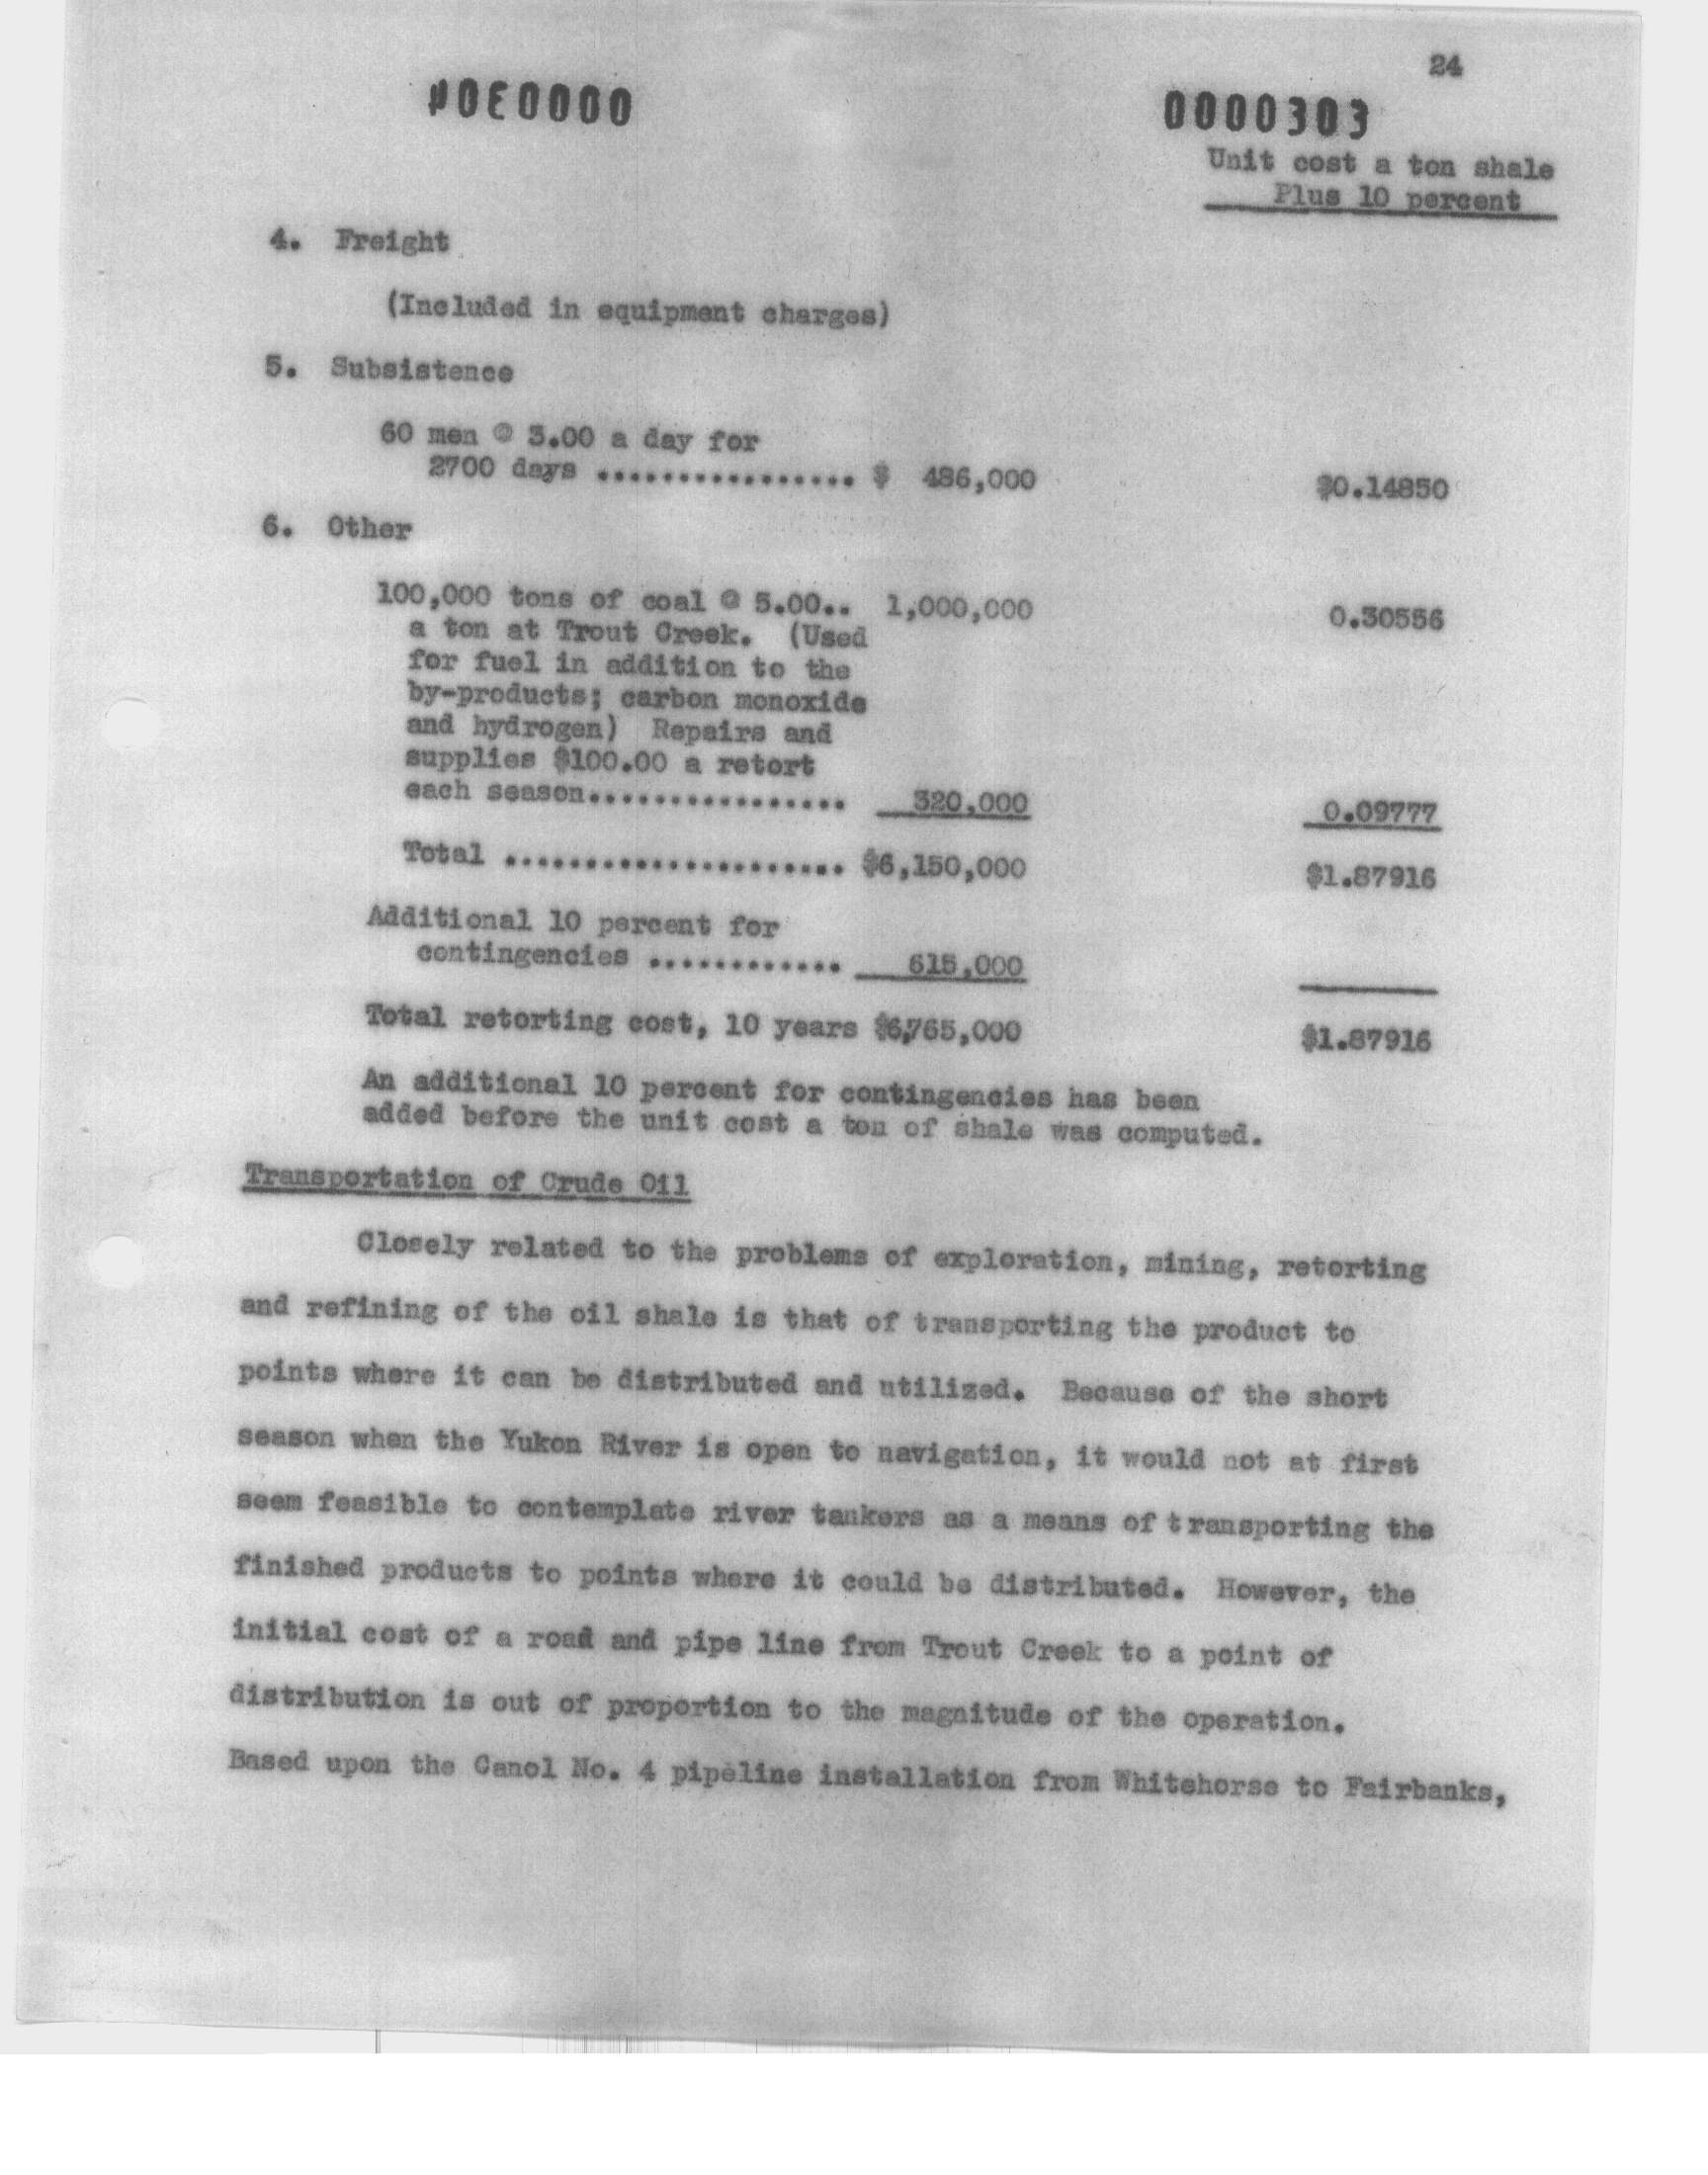 24
0000304
0000303
Unit cost a ton shale
Plus 10 percent
4. Freight
(Included in equipment charges)
5. Subsistence
60 men @ 3.00 a day for
2700 days ................ $ 486,000 $0.14850
6. Other
100,000 tons of coal @ 5.00.. 1,000,000 0.30556
a ton at Trout Creek. (Used
for fuel in addition to the
by-products; carbon monoxide
and hydrogen) Repairs and
supplies $100.00 a retort
each season................ 320,000 0.09777
Total ..................... $6,150,000 $1.87916
Additional 10 percent for
contingencies ............ 615,000
Total retorting cost, 10 years $6,765,000 $1.87916
An additional 10 percent for contingencies has been
added before the unit cost a ton of shale was computed.
Transportation of Crude Oil
Closely related to the problems of exploration, mining, retorting
and refining of the oil shale is that of transporting the product to
points where it can be distributed and utilized. Because of the short
season when the Yukon River is open to navigation, it would not at first
seem feasible to contemplate river tankers as a means of transporting the
finished products to points where it could be distributed. However, the
initial cost of a road and pipe line from Trout Creek to a point of
distribution is out of proportion to the magnitude of the operation.
Based upon the Canol No. 4 pipeline installation from Whitehorse to Fairbanks,